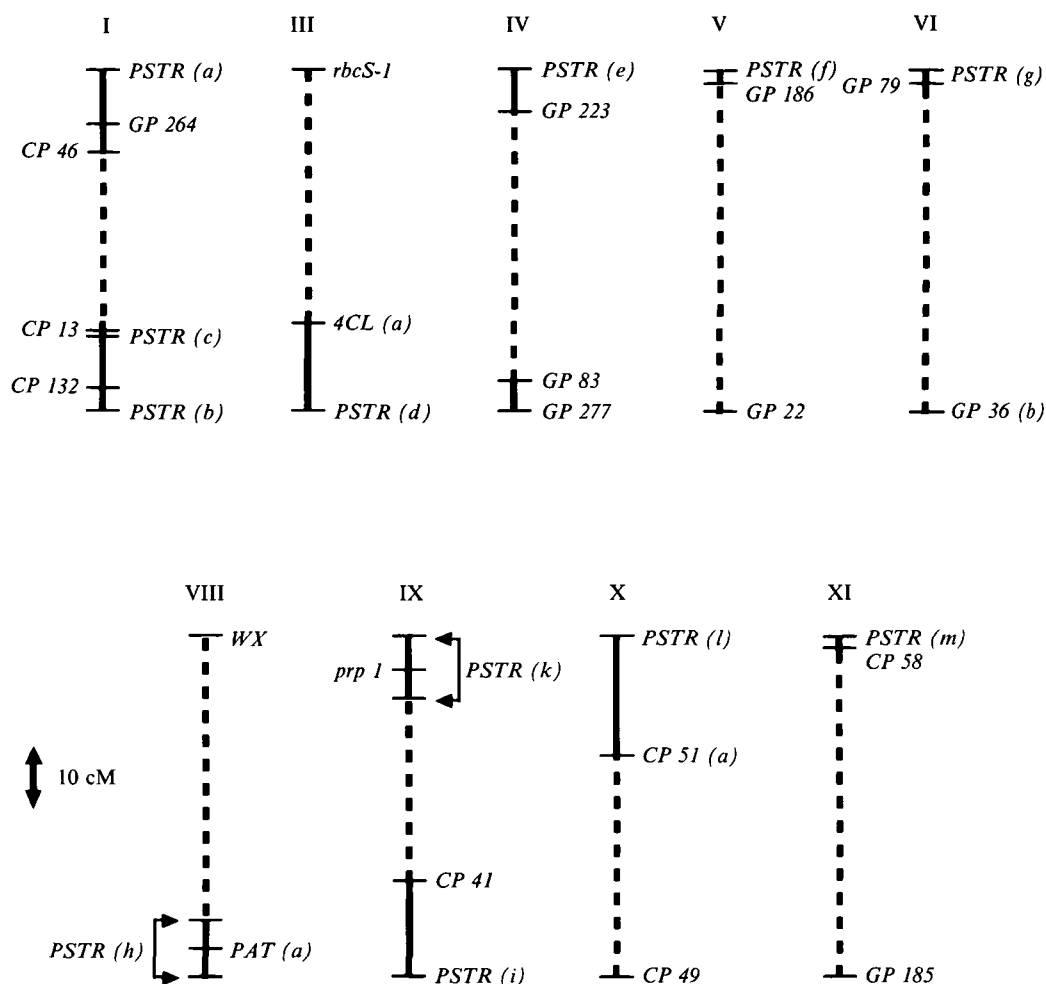 I III IV V VI
PSTR (a) rbcS-1 PSTR (e) PSTR (f) PSTR (g)
GP 186 GP 79
GP 264 GP 223
CP 46
CP 13 4CL (a)
PSTR (c)
CP 132 GP 83
PSTR (b) PSTR (d) GP 277 GP 22 GP 36 (b)
VIII IX X XI
WX PSTR (l) PSTR (m)
prp 1 PSTR (k) CP 58
CP 51 (a)
10 cM
CP 41
PSTR (h) PAT (a)
PSTR (i) CP 49 GP 185